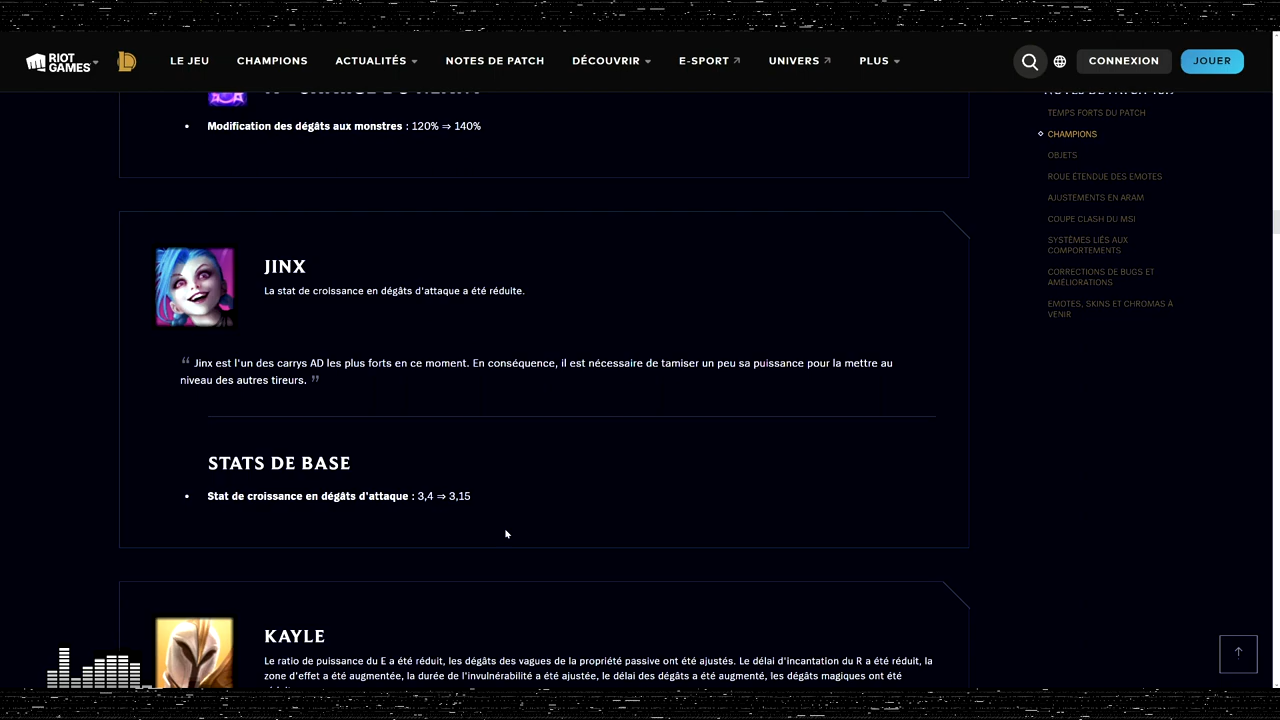 RIOT GAMES
LE JEU
CHAMPIONS
ACTUALITÉS
NOTES DE PATCH
DÉCOUVRIR
E-SPORT
UNIVERS
PLUS
CONNEXION
JOUER
• Modification des dégâts aux monstres : 120% ⇒ 140%
JINX
La stat de croissance en dégâts d'attaque a été réduite.
“ Jinx est l'un des carrys AD les plus forts en ce moment. En conséquence, il est nécessaire de tamiser un peu sa puissance pour la mettre au
niveau des autres tireurs. ”
STATS DE BASE
• Stat de croissance en dégâts d'attaque : 3,4 ⇒ 3,15
KAYLE
Le ratio de puissance du E a été réduit, les dégâts des vagues de la propriété passive ont été ajustés. Le délai d'incantation du R a été réduit, la
zone d'effet a été augmentée, la durée de l'invulnérabilité a été ajustée, le délai des dégâts a été augmenté, les dégâts magiques ont été
TEMPS FORTS DU PATCH
CHAMPIONS
OBJETS
ROUE ÉTENDUE DES EMOTES
AJUSTEMENTS EN ARAM
COUPE CLASH DU MSI
SYSTÈMES LIÉS AUX
COMPORTEMENTS
CORRECTIONS DE BUGS ET
AMÉLIORATIONS
EMOTES, SKINS ET CHROMAS À
VENIR